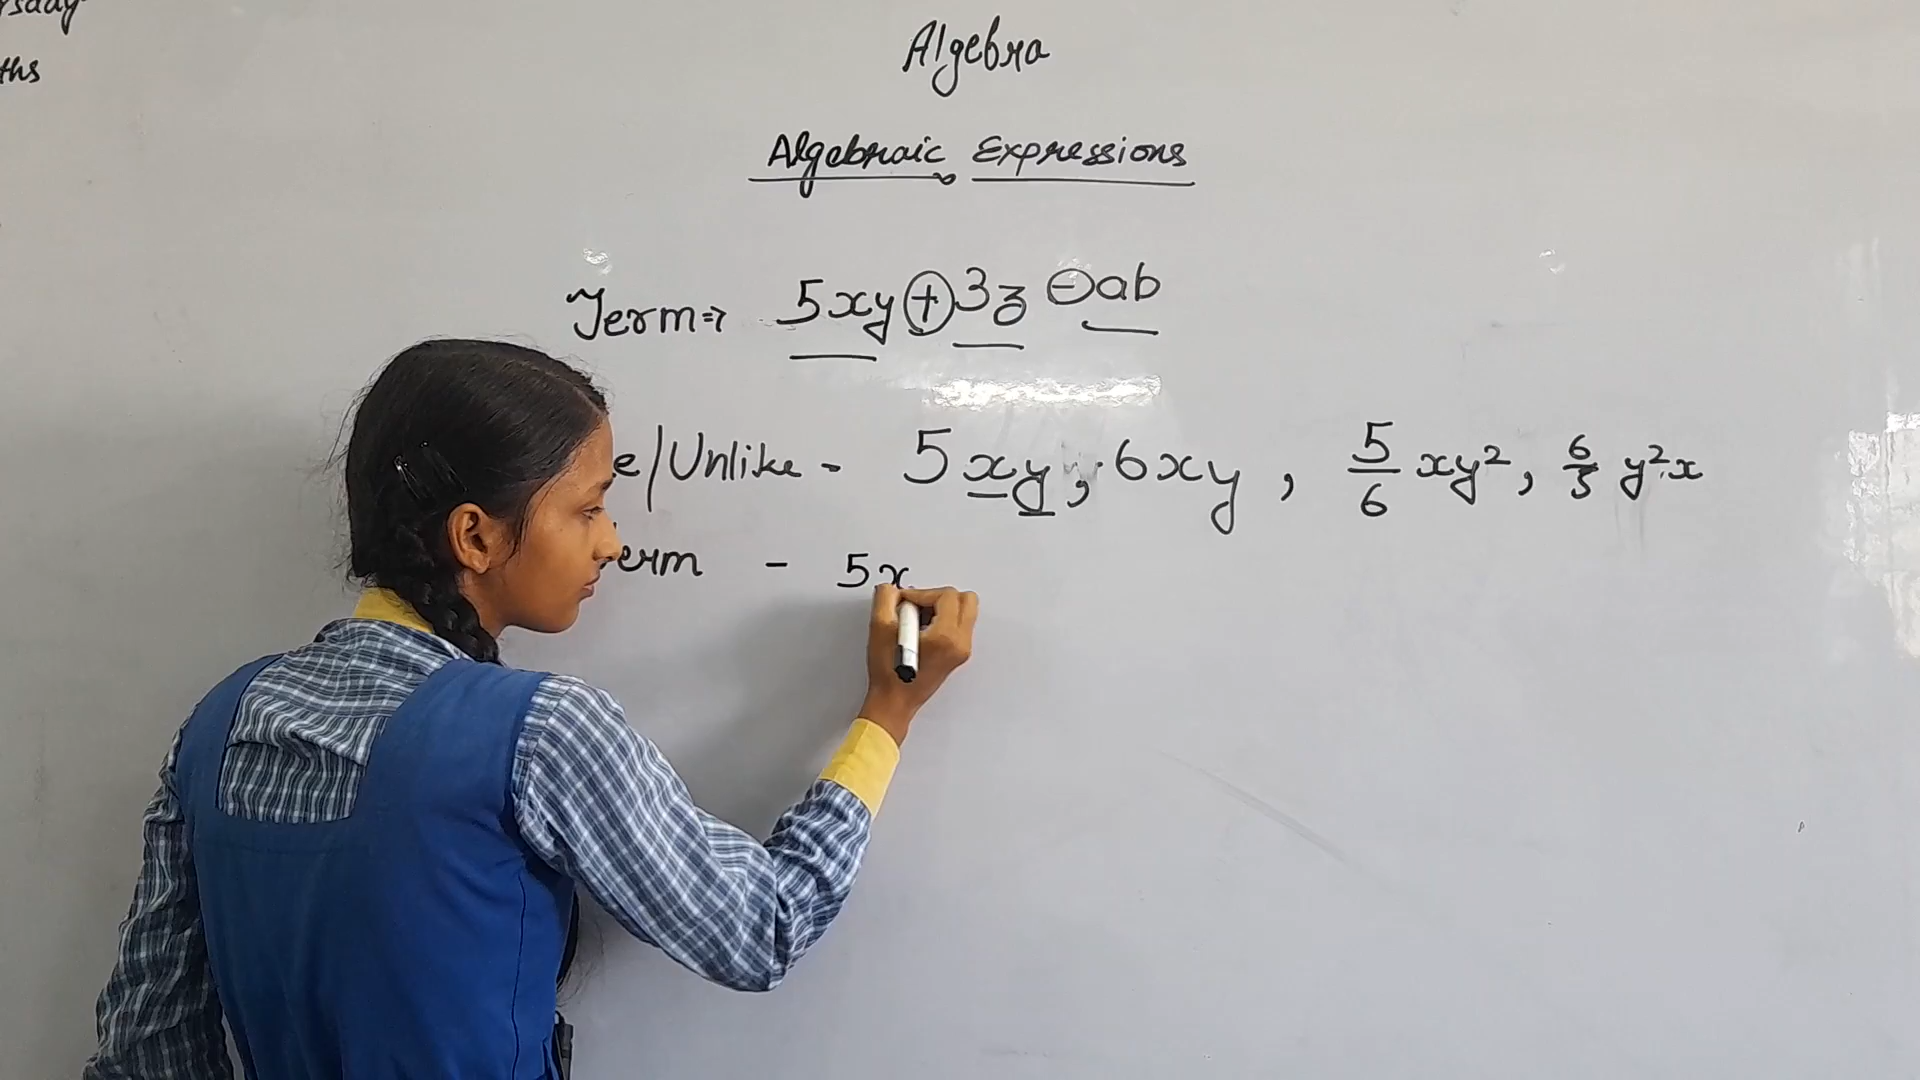 Algebra
Algebraic Expressions
Term ⇒ 5xy + 3z - ab
e/Unlike - 5xy, 6xy, 5/6 xy², 6/5 y²x
erm - 5x
ths